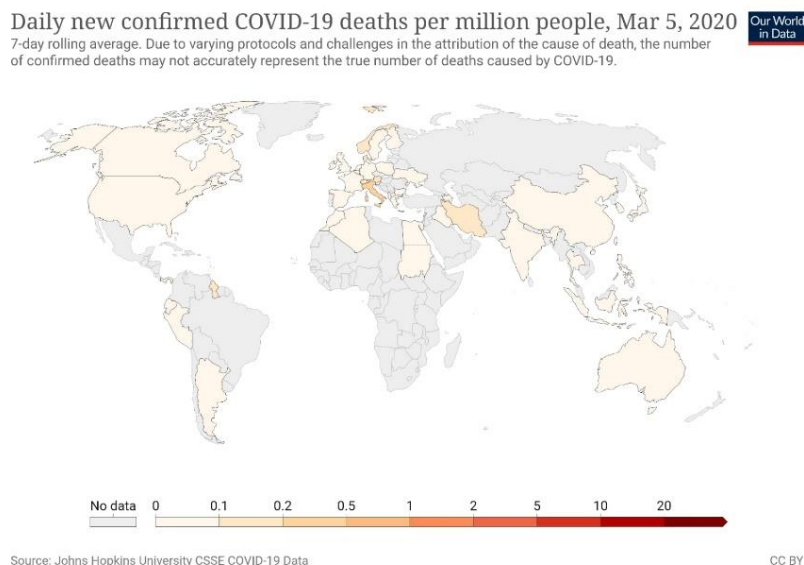 Daily new confirmed COVID-19 deaths per million people, Mar 5, 2020
Our World
in Data
7-day rolling average. Due to varying protocols and challenges in the attribution of the cause of death, the number
of confirmed deaths may not accurately represent the true number of deaths caused by COVID-19.
No data 0 0.1 0.2 0.5 1 2 5 10 20
Source: Johns Hopkins University CSSE COVID-19 Data CC BY